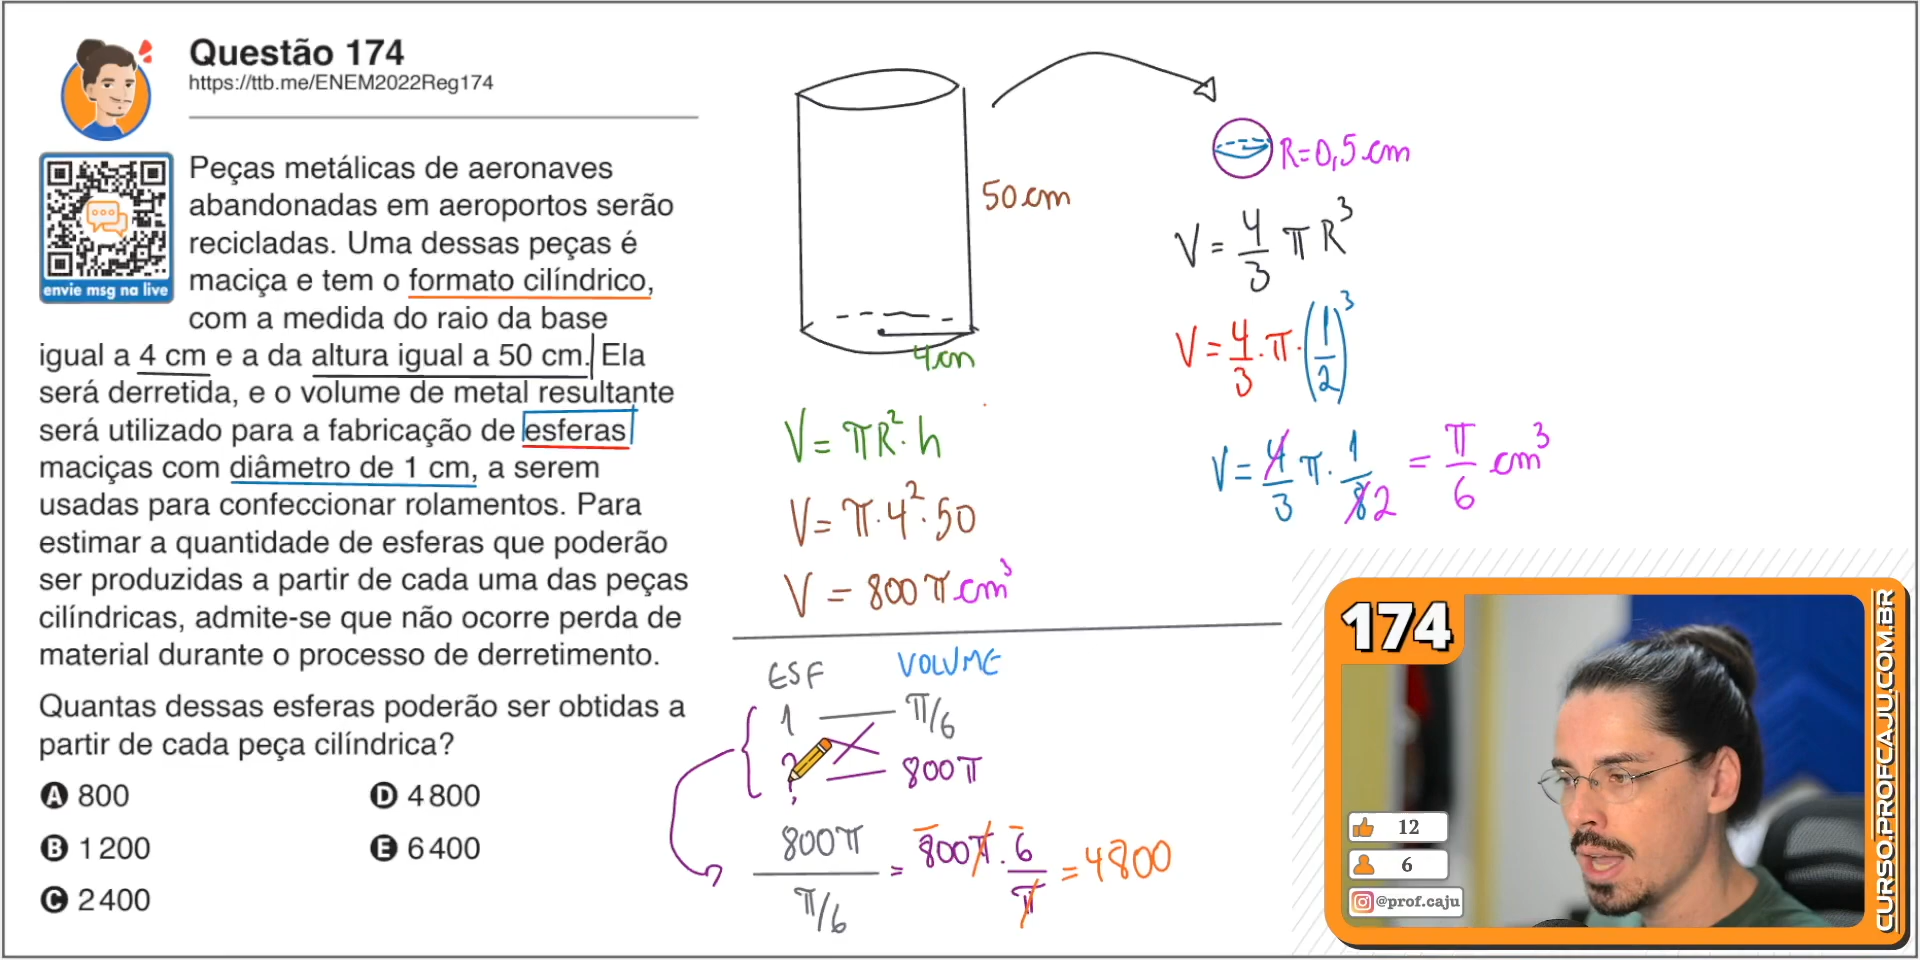 Questão 174
https://ttb.me/ENEM2022Reg174
envie msg na live
Peças metálicas de aeronaves
abandonadas em aeroportos serão
recicladas. Uma dessas peças é
maciça e tem o formato cilíndrico,
com a medida do raio da base
igual a 4 cm e a da altura igual a 50 cm. Ela
será derretida, e o volume de metal resultante
será utilizado para a fabricação de esferas
maciças com diâmetro de 1 cm, a serem
usadas para confeccionar rolamentos. Para
estimar a quantidade de esferas que poderão
ser produzidas a partir de cada uma das peças
cilíndricas, admite-se que não ocorre perda de
material durante o processo de derretimento.
Quantas dessas esferas poderão ser obtidas a
partir de cada peça cilíndrica?
A 800
B 1 200
C 2 400
D 4 800
E 6 400
50 cm
4 cm
V = πR²·h
V = π·4²·50
V = 800π cm³
R=0,5 cm
V = 4/3 π R³
V = 4/3·π·(1/2)³
V = 4/3 π · 1/8 2 = π/6 cm³
ESF VOLUME
1 π/6
? 800π
800π / π/6 = 800π · 6/π = 4800
174
12
6
@prof.caju
CURSO.PROFCAJU.COM.BR